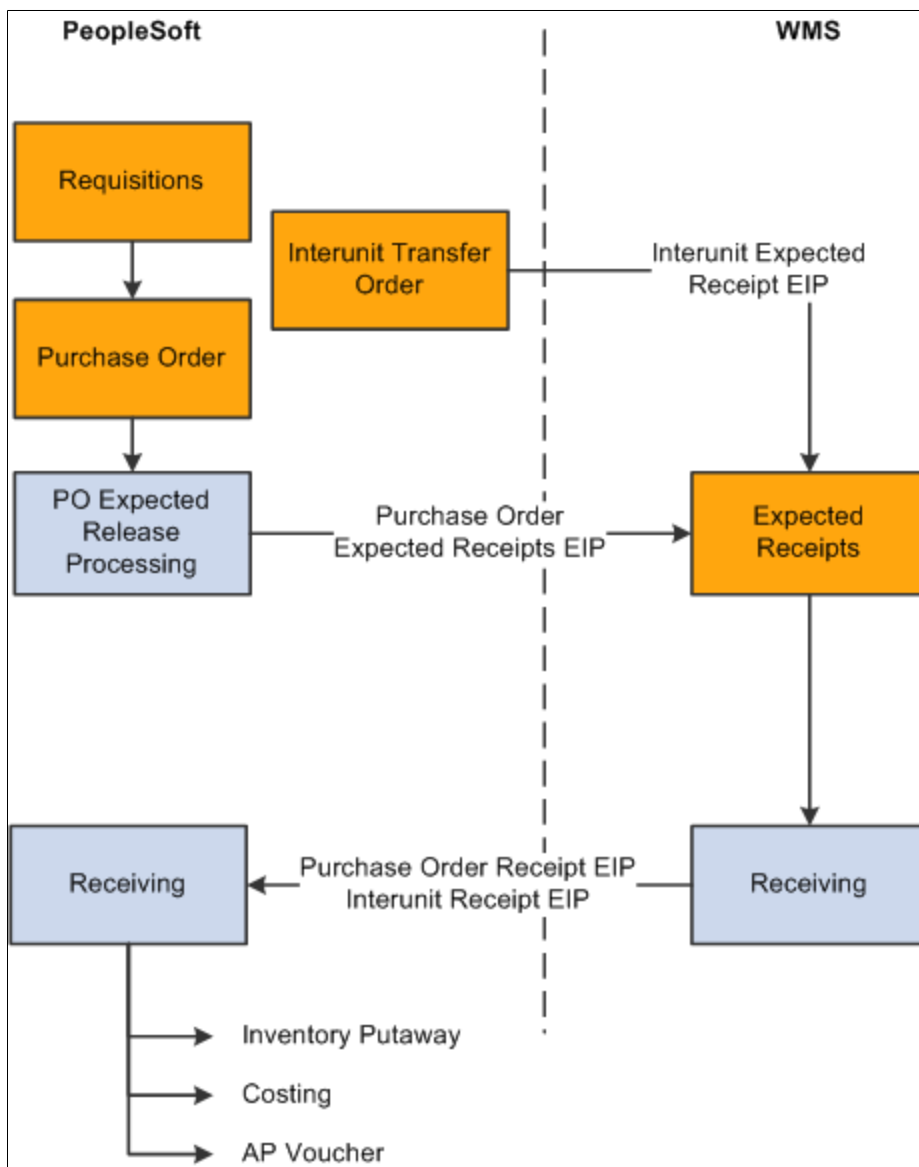 PeopleSoft
WMS
Requisitions
Interunit Transfer
Order
Interunit Expected
Receipt EIP
Purchase Order
PO Expected
Release
Processing
Purchase Order
Expected Receipts EIP
Expected
Receipts
Receiving
Purchase Order Receipt EIP
Interunit Receipt EIP
Receiving
Inventory Putaway
Costing
AP Voucher